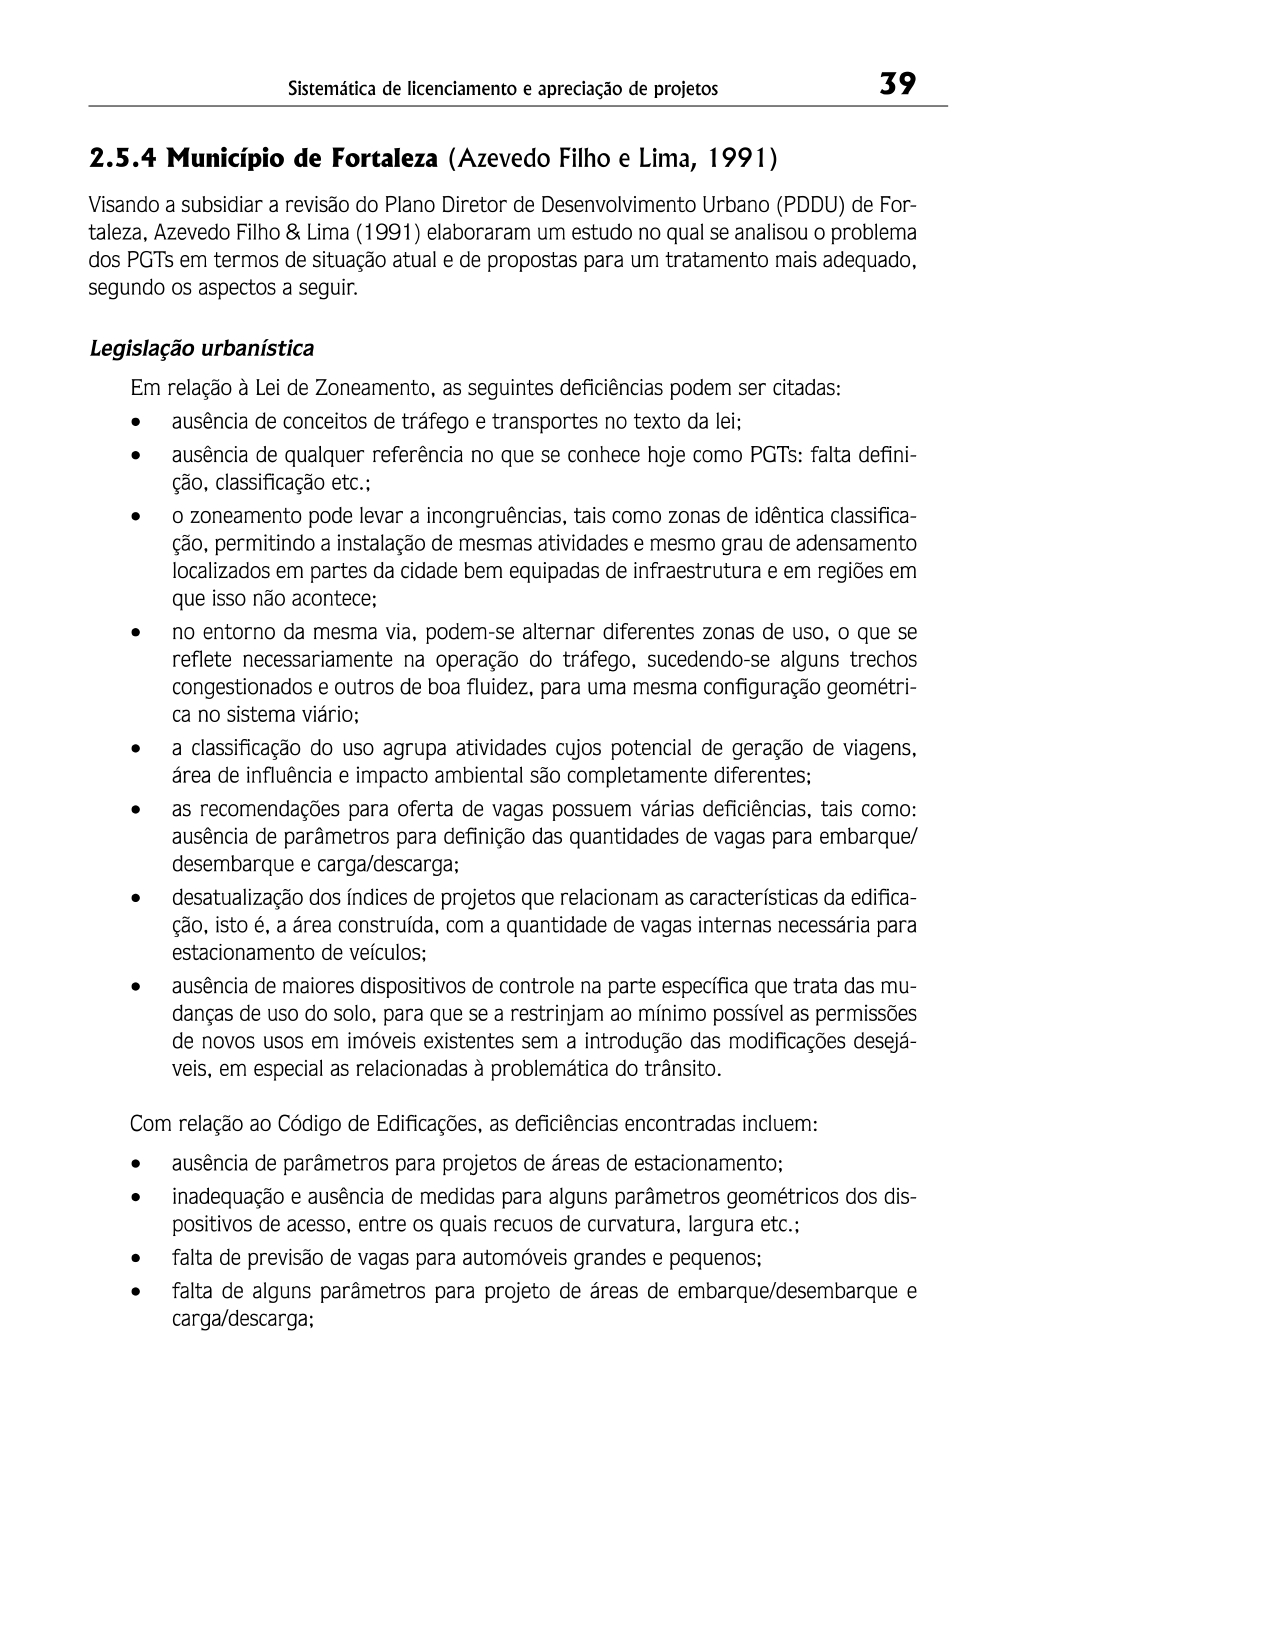 Sistemática de licenciamento e apreciação de projetos 39
2.5.4 Município de Fortaleza (Azevedo Filho e Lima, 1991)
Visando a subsidiar a revisão do Plano Diretor de Desenvolvimento Urbano (PDDU) de For-
taleza, Azevedo Filho & Lima (1991) elaboraram um estudo no qual se analisou o problema
dos PGTs em termos de situação atual e de propostas para um tratamento mais adequado,
segundo os aspectos a seguir.
Legislação urbanística
Em relação à Lei de Zoneamento, as seguintes deficiências podem ser citadas:
• ausência de conceitos de tráfego e transportes no texto da lei;
• ausência de qualquer referência no que se conhece hoje como PGTs: falta defini-
ção, classificação etc.;
• o zoneamento pode levar a incongruências, tais como zonas de idêntica classifica-
ção, permitindo a instalação de mesmas atividades e mesmo grau de adensamento
localizados em partes da cidade bem equipadas de infraestrutura e em regiões em
que isso não acontece;
• no entorno da mesma via, podem-se alternar diferentes zonas de uso, o que se
reflete necessariamente na operação do tráfego, sucedendo-se alguns trechos
congestionados e outros de boa fluidez, para uma mesma configuração geométri-
ca no sistema viário;
• a classificação do uso agrupa atividades cujos potencial de geração de viagens,
área de influência e impacto ambiental são completamente diferentes;
• as recomendações para oferta de vagas possuem várias deficiências, tais como:
ausência de parâmetros para definição das quantidades de vagas para embarque/
desembarque e carga/descarga;
• desatualização dos índices de projetos que relacionam as características da edifica-
ção, isto é, a área construída, com a quantidade de vagas internas necessária para
estacionamento de veículos;
• ausência de maiores dispositivos de controle na parte específica que trata das mu-
danças de uso do solo, para que se a restrinjam ao mínimo possível as permissões
de novos usos em imóveis existentes sem a introdução das modificações desejá-
veis, em especial as relacionadas à problemática do trânsito.
Com relação ao Código de Edificações, as deficiências encontradas incluem:
• ausência de parâmetros para projetos de áreas de estacionamento;
• inadequação e ausência de medidas para alguns parâmetros geométricos dos dis-
positivos de acesso, entre os quais recuos de curvatura, largura etc.;
• falta de previsão de vagas para automóveis grandes e pequenos;
• falta de alguns parâmetros para projeto de áreas de embarque/desembarque e
carga/descarga;